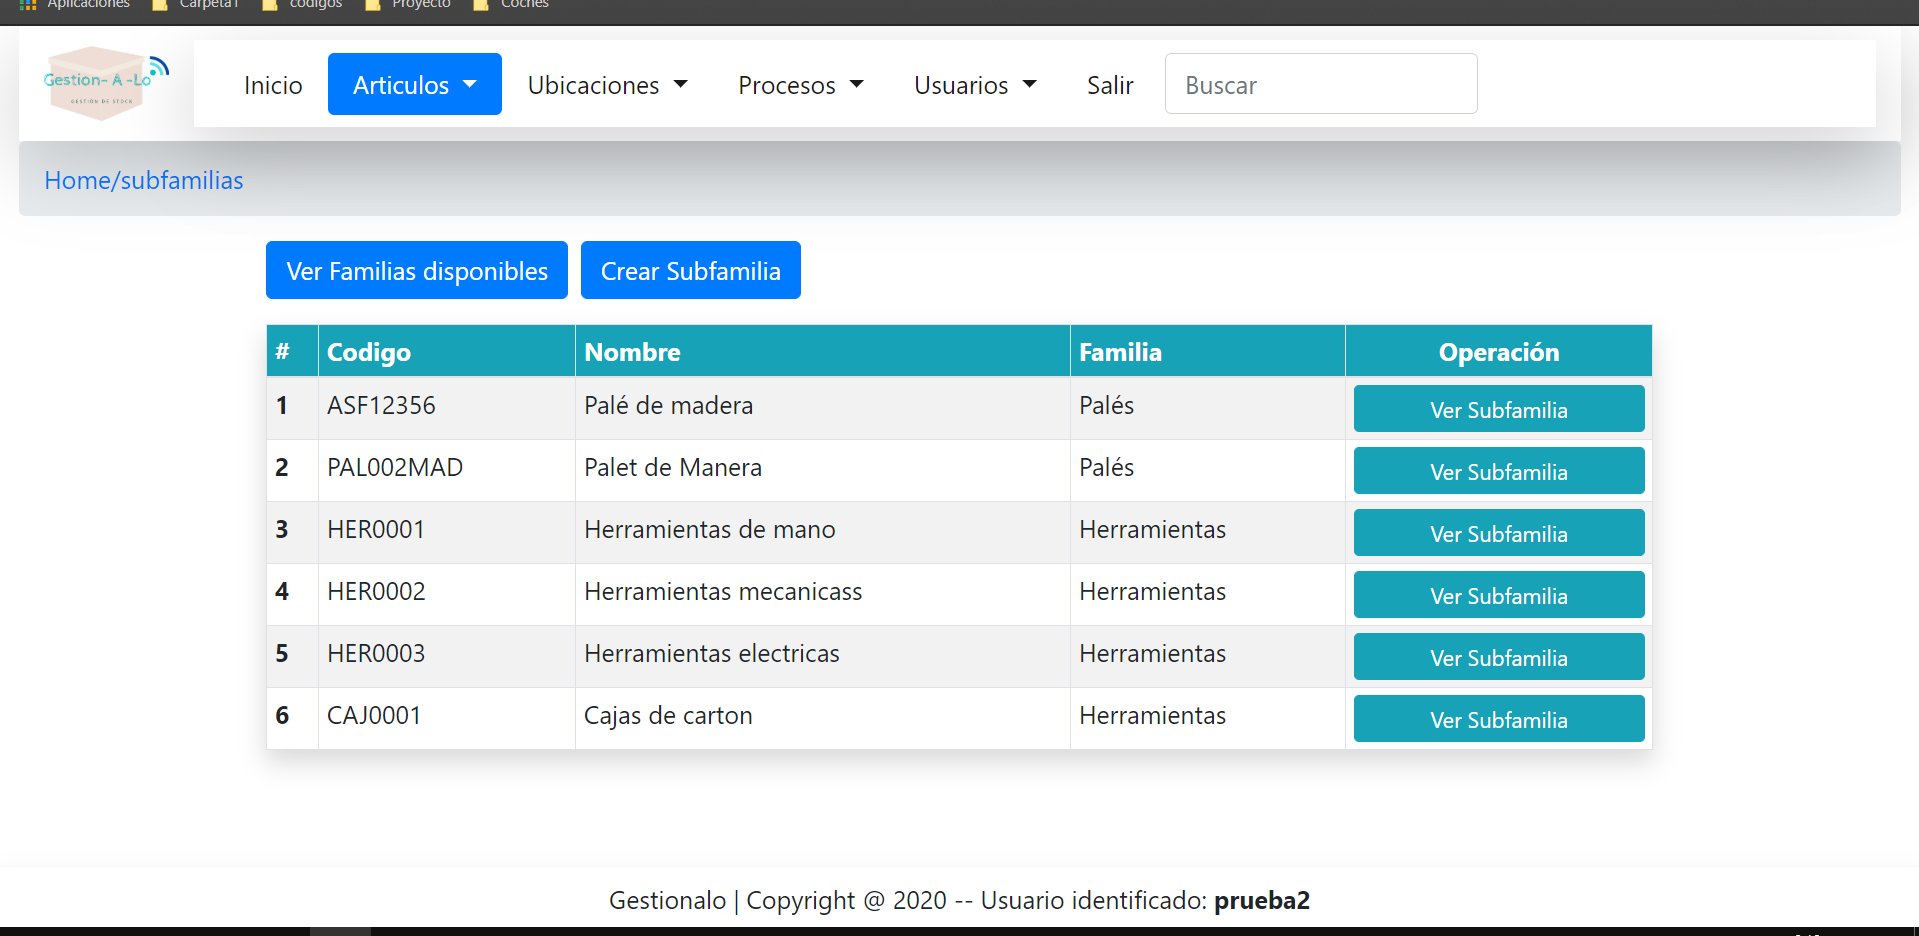 Aplicaciones Carpeta1 codigos Proyecto Coches
Gestion- A -Lo
GESTIÓN DE STOCK
Inicio Articulos Ubicaciones Procesos Usuarios Salir Buscar
Home/subfamilias
Ver Familias disponibles Crear Subfamilia
# Codigo Nombre Familia Operación
1 ASF12356 Palé de madera Palés Ver Subfamilia
2 PAL002MAD Palet de Manera Palés Ver Subfamilia
3 HER0001 Herramientas de mano Herramientas Ver Subfamilia
4 HER0002 Herramientas mecanicass Herramientas Ver Subfamilia
5 HER0003 Herramientas electricas Herramientas Ver Subfamilia
6 CAJ0001 Cajas de carton Herramientas Ver Subfamilia
Gestionalo | Copyright @ 2020 -- Usuario identificado: prueba2